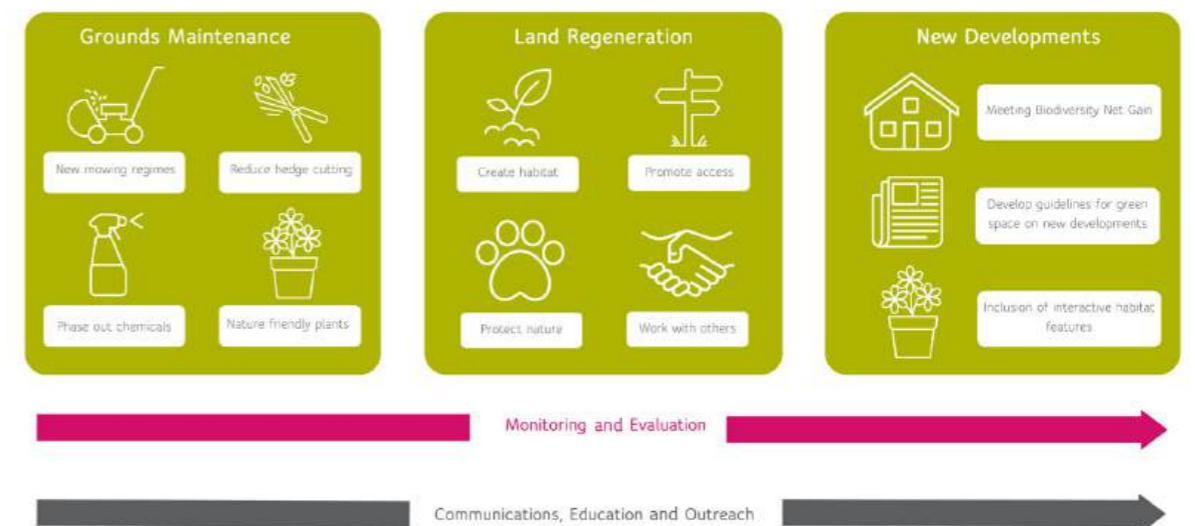 Grounds Maintenance
New mowing regimes
Reduce hedge cutting
Phase out chemicals
Nature friendly plants
Land Regeneration
Create habitat
Promote access
Protect nature
Work with others
New Developments
Meeting Biodiversity Net Gain
Develop guidelines for green
space on new developments
Inclusion of interactive habitat
features
Monitoring and Evaluation
Communications, Education and Outreach